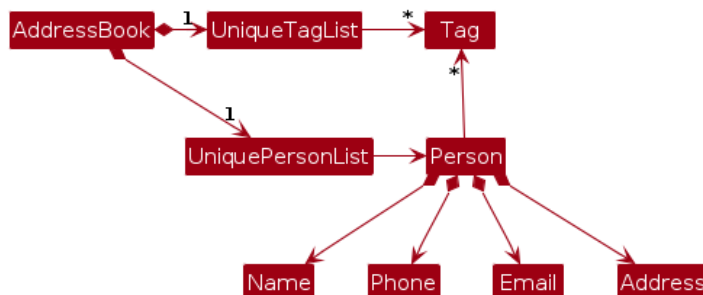 AddressBook 1 UniqueTagList * Tag
*
1
UniquePersonList Person
Name Phone Email Address